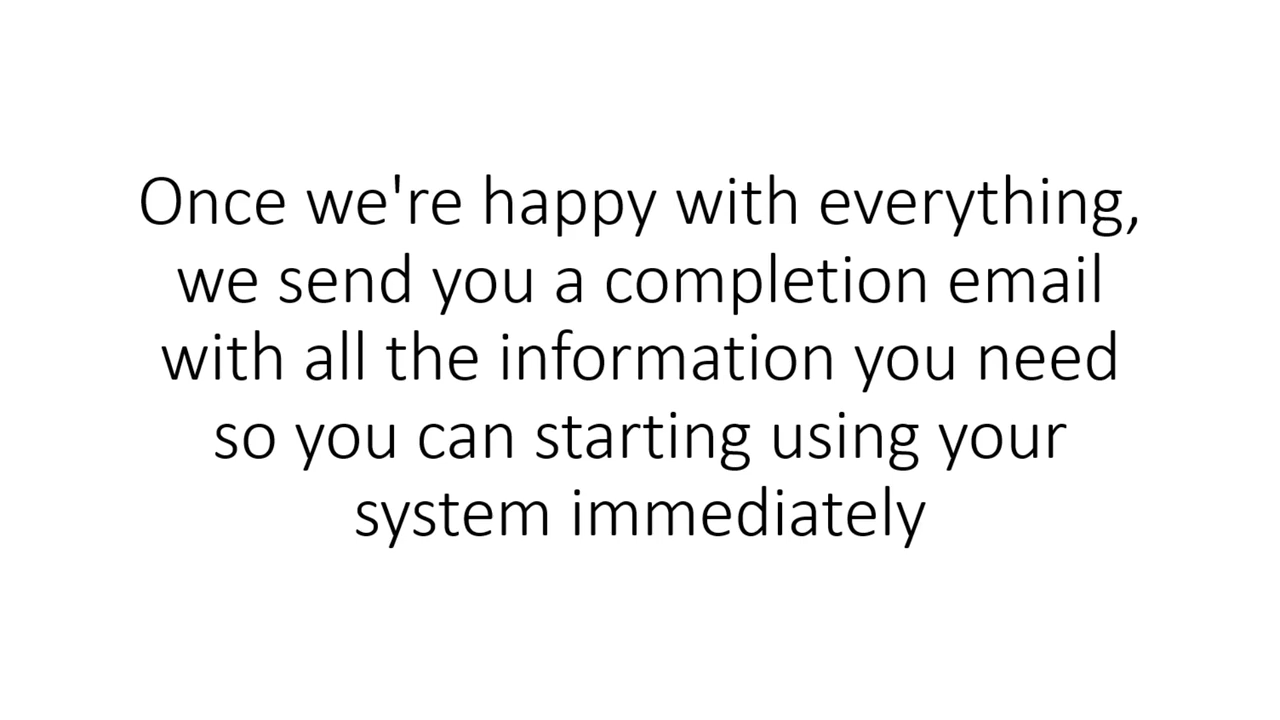 Once we're happy with everything,
we send you a completion email
with all the information you need
so you can starting using your
system immediately